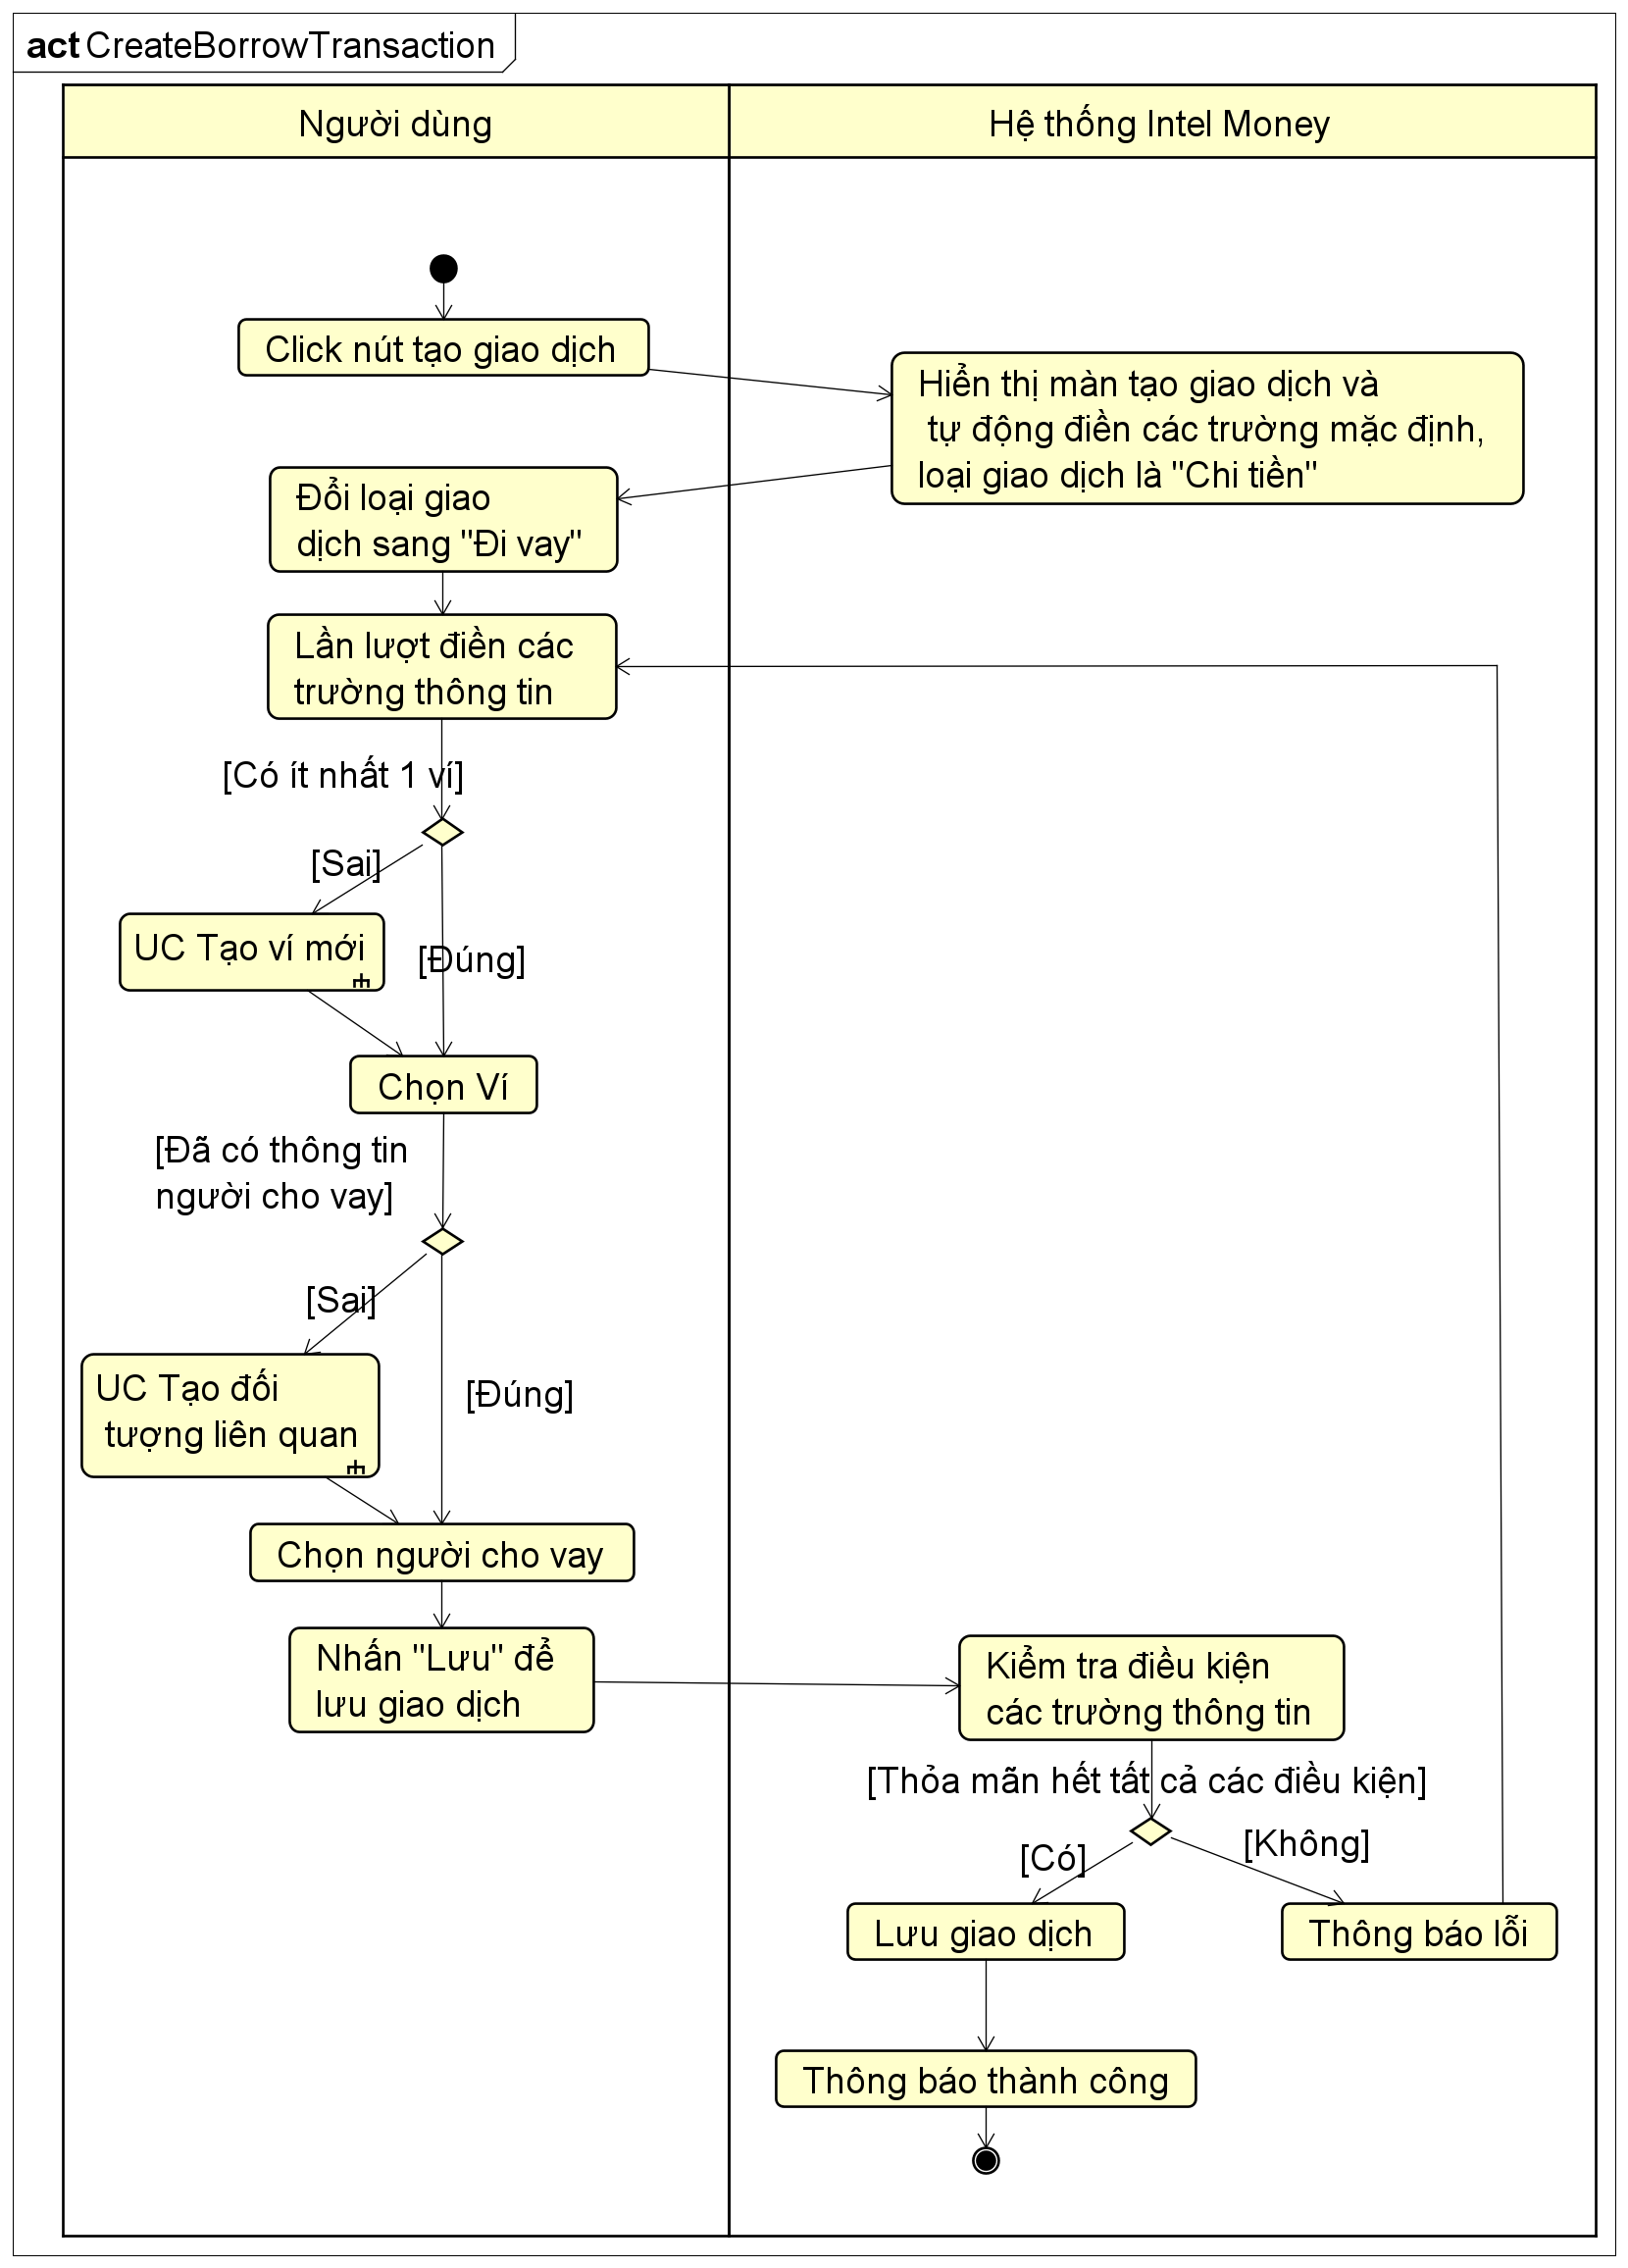 act CreateBorrowTransaction
Người dùng
Hệ thống Intel Money
Click nút tạo giao dịch
Hiển thị màn tạo giao dịch và
tự động điền các trường mặc định,
loại giao dịch là "Chi tiền"
Đổi loại giao
dịch sang "Đi vay"
Lần lượt điền các
trường thông tin
[Có ít nhất 1 ví]
[Sai]
UC Tạo ví mới
[Đúng]
Chọn Ví
[Đã có thông tin
người cho vay]
[Sai]
UC Tạo đối
tượng liên quan
[Đúng]
Chọn người cho vay
Nhấn "Lưu" để
lưu giao dịch
Kiểm tra điều kiện
các trường thông tin
[Thỏa mãn hết tất cả các điều kiện]
[Có]
[Không]
Lưu giao dịch
Thông báo lỗi
Thông báo thành công